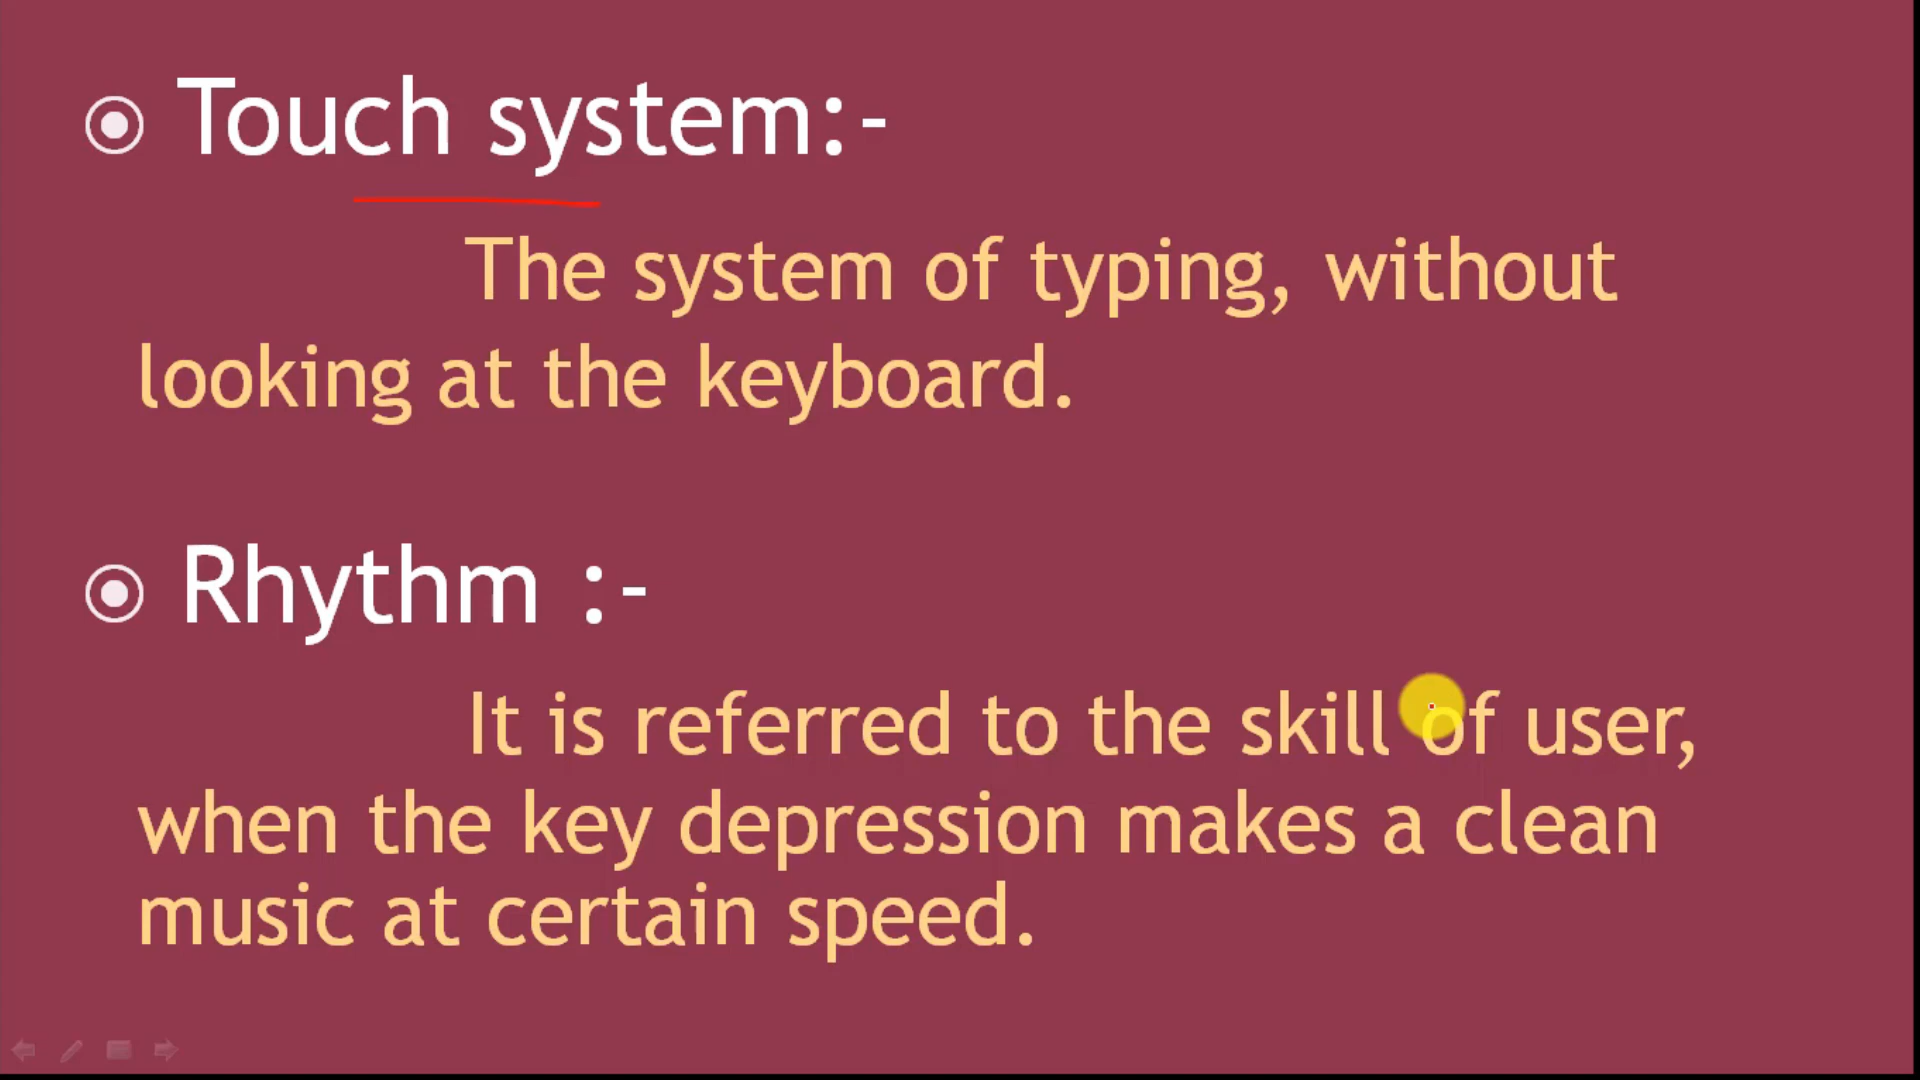 Touch system:-
The system of typing, without
looking at the keyboard.
Rhythm :-
It is referred to the skill of user,
when the key depression makes a clean
music at certain speed.